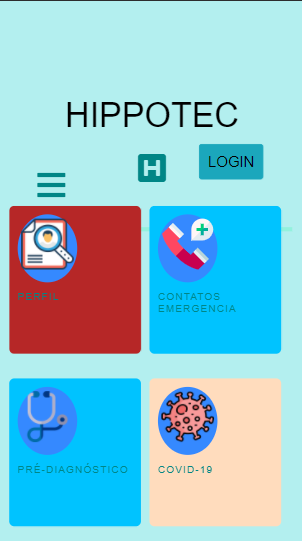 HIPPOTEC
LOGIN
H
PERFIL
CONTATOS
EMERGENCIA
PRÉ-DIAGNÓSTICO
COVID-19